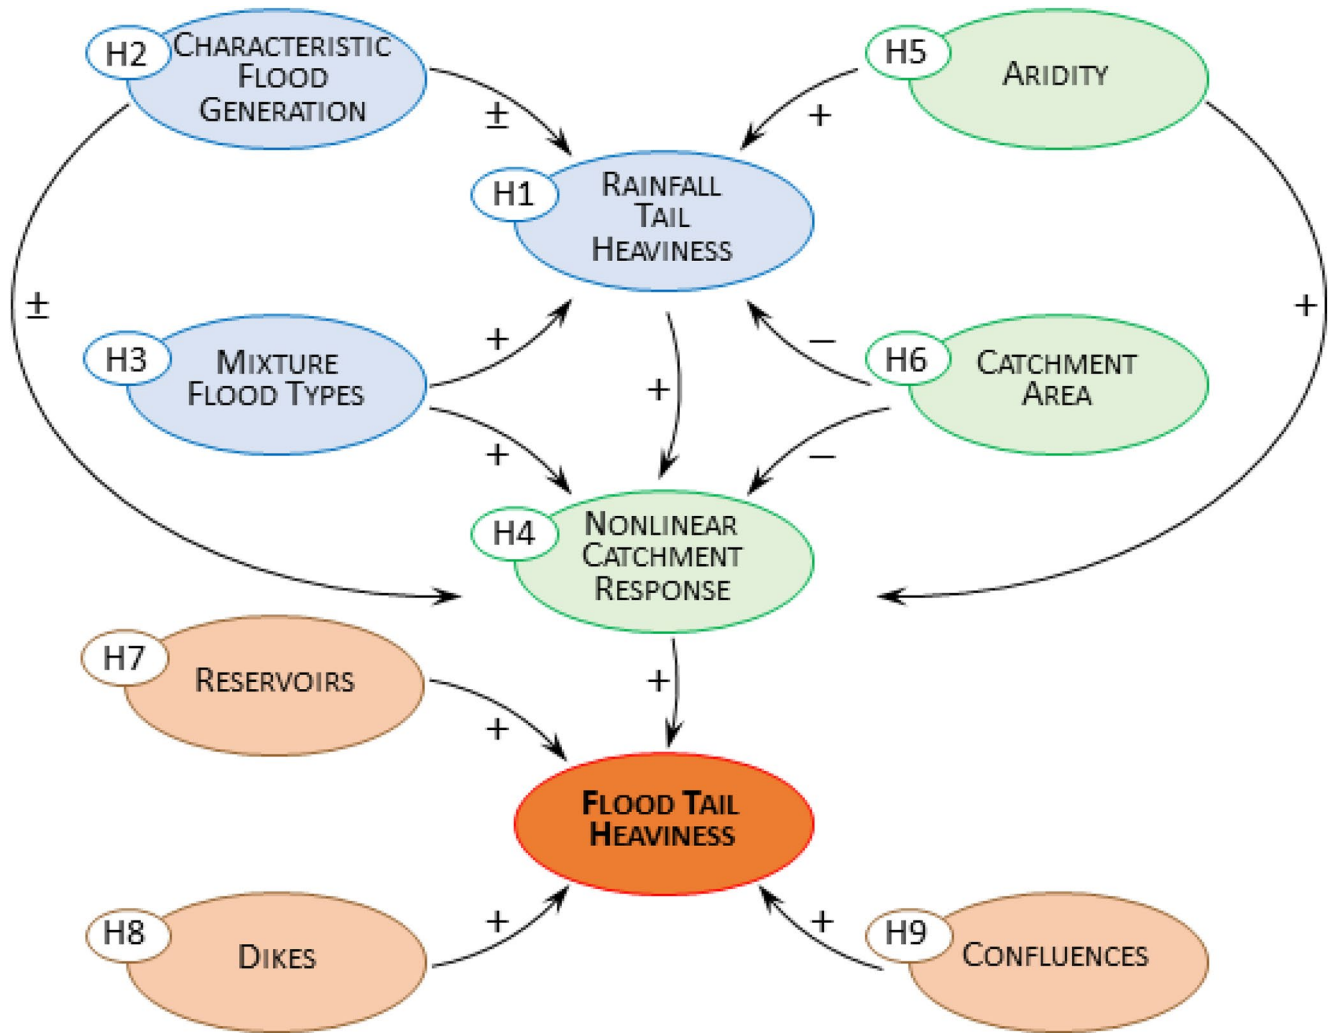 H2
CHARACTERISTIC
FLOOD
GENERATION
H5
ARIDITY
±
+
H1
RAINFALL
TAIL
HEAVINESS
±
+
H3
MIXTURE
FLOOD TYPES
+
–
H6
CATCHMENT
AREA
+
+
–
H4
NONLINEAR
CATCHMENT
RESPONSE
H7
RESERVOIRS
+
+
FLOOD TAIL
HEAVINESS
H8
DIKES
+
+
H9
CONFLUENCES